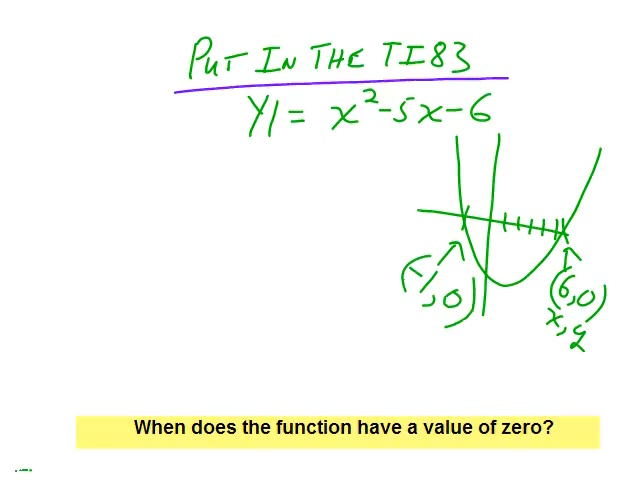 PUT IN THE TI83
Y1 = x²-5x-6
(-1,0)
(6,0)
x,y
When does the function have a value of zero?